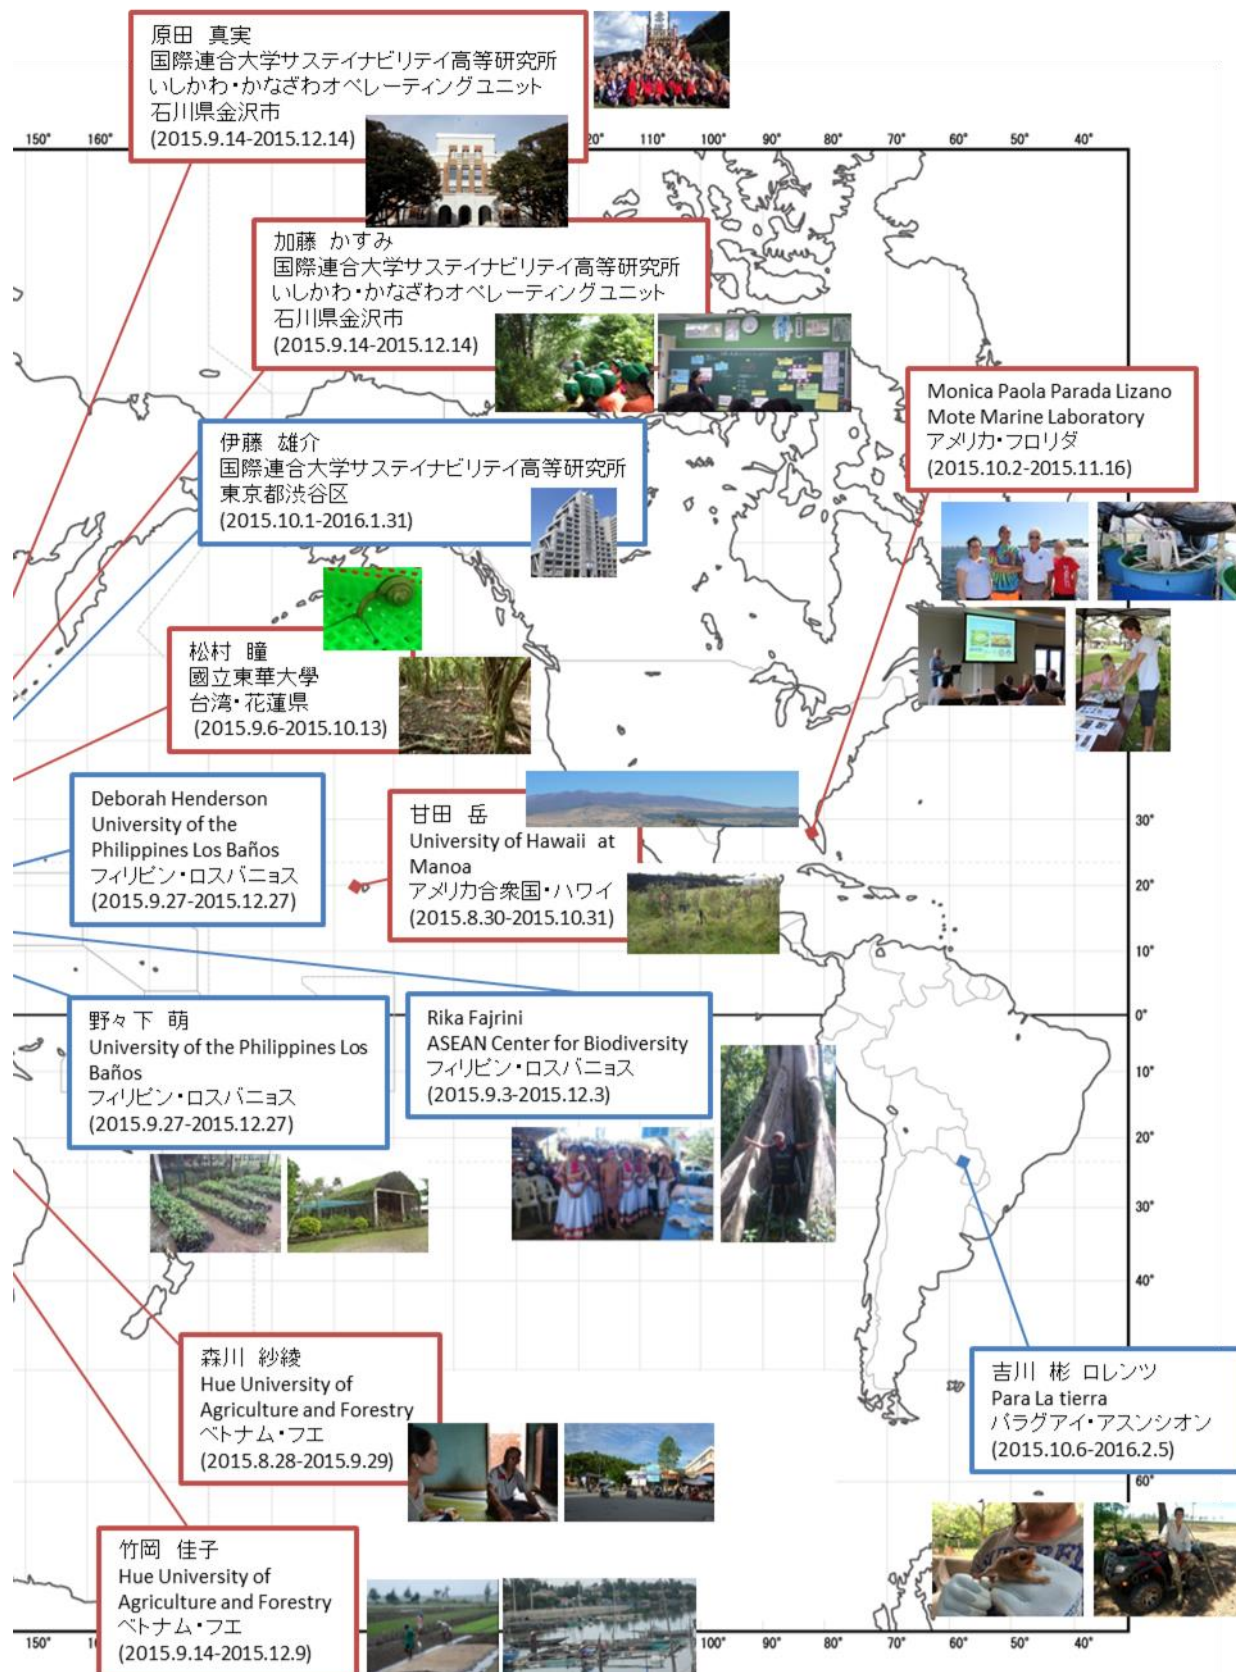 原田 真実
国際連合大学サステイナビリテイ高等研究所
いしかわ・かなざわオペレーティングユニット
石川県金沢市
(2015.9.14-2015.12.14)
150° 160° 20° 110° 100° 90° 80° 70° 60° 50° 40°
加藤 かすみ
国際連合大学サステイナビリテイ高等研究所
いしかわ・かなざわオペレーティングユニット
石川県金沢市
(2015.9.14-2015.12.14)
Monica Paola Parada Lizano
Mote Marine Laboratory
アメリカ・フロリダ
(2015.10.2-2015.11.16)
伊藤 雄介
国際連合大学サステイナビリテイ高等研究所
東京都渋谷区
(2015.10.1-2016.1.31)
松村 瞳
國立東華大學
台湾・花蓮県
(2015.9.6-2015.10.13)
Deborah Henderson
University of the
Philippines Los Baños
フィリピン・ロスバニョス
(2015.9.27-2015.12.27)
甘田 岳
University of Hawaii at
Manoa
アメリカ合衆国・ハワイ
(2015.8.30-2015.10.31)
30°
20°
10°
0°
10°
20°
30°
40°
60°
野々下 萌
University of the Philippines Los
Baños
フィリピン・ロスバニョス
(2015.9.27-2015.12.27)
Rika Fajrini
ASEAN Center for Biodiversity
フィリピン・ロスバニョス
(2015.9.3-2015.12.3)
森川 紗綾
Hue University of
Agriculture and Forestry
ベトナム・フエ
(2015.8.28-2015.9.29)
吉川 彬 ロレンツ
Para La tierra
パラグアイ・アスンシオン
(2015.10.6-2016.2.5)
竹岡 佳子
Hue University of
Agriculture and Forestry
ベトナム・フエ
(2015.9.14-2015.12.9)
150° 160° 100° 90° 80° 70° 60° 50° 40°